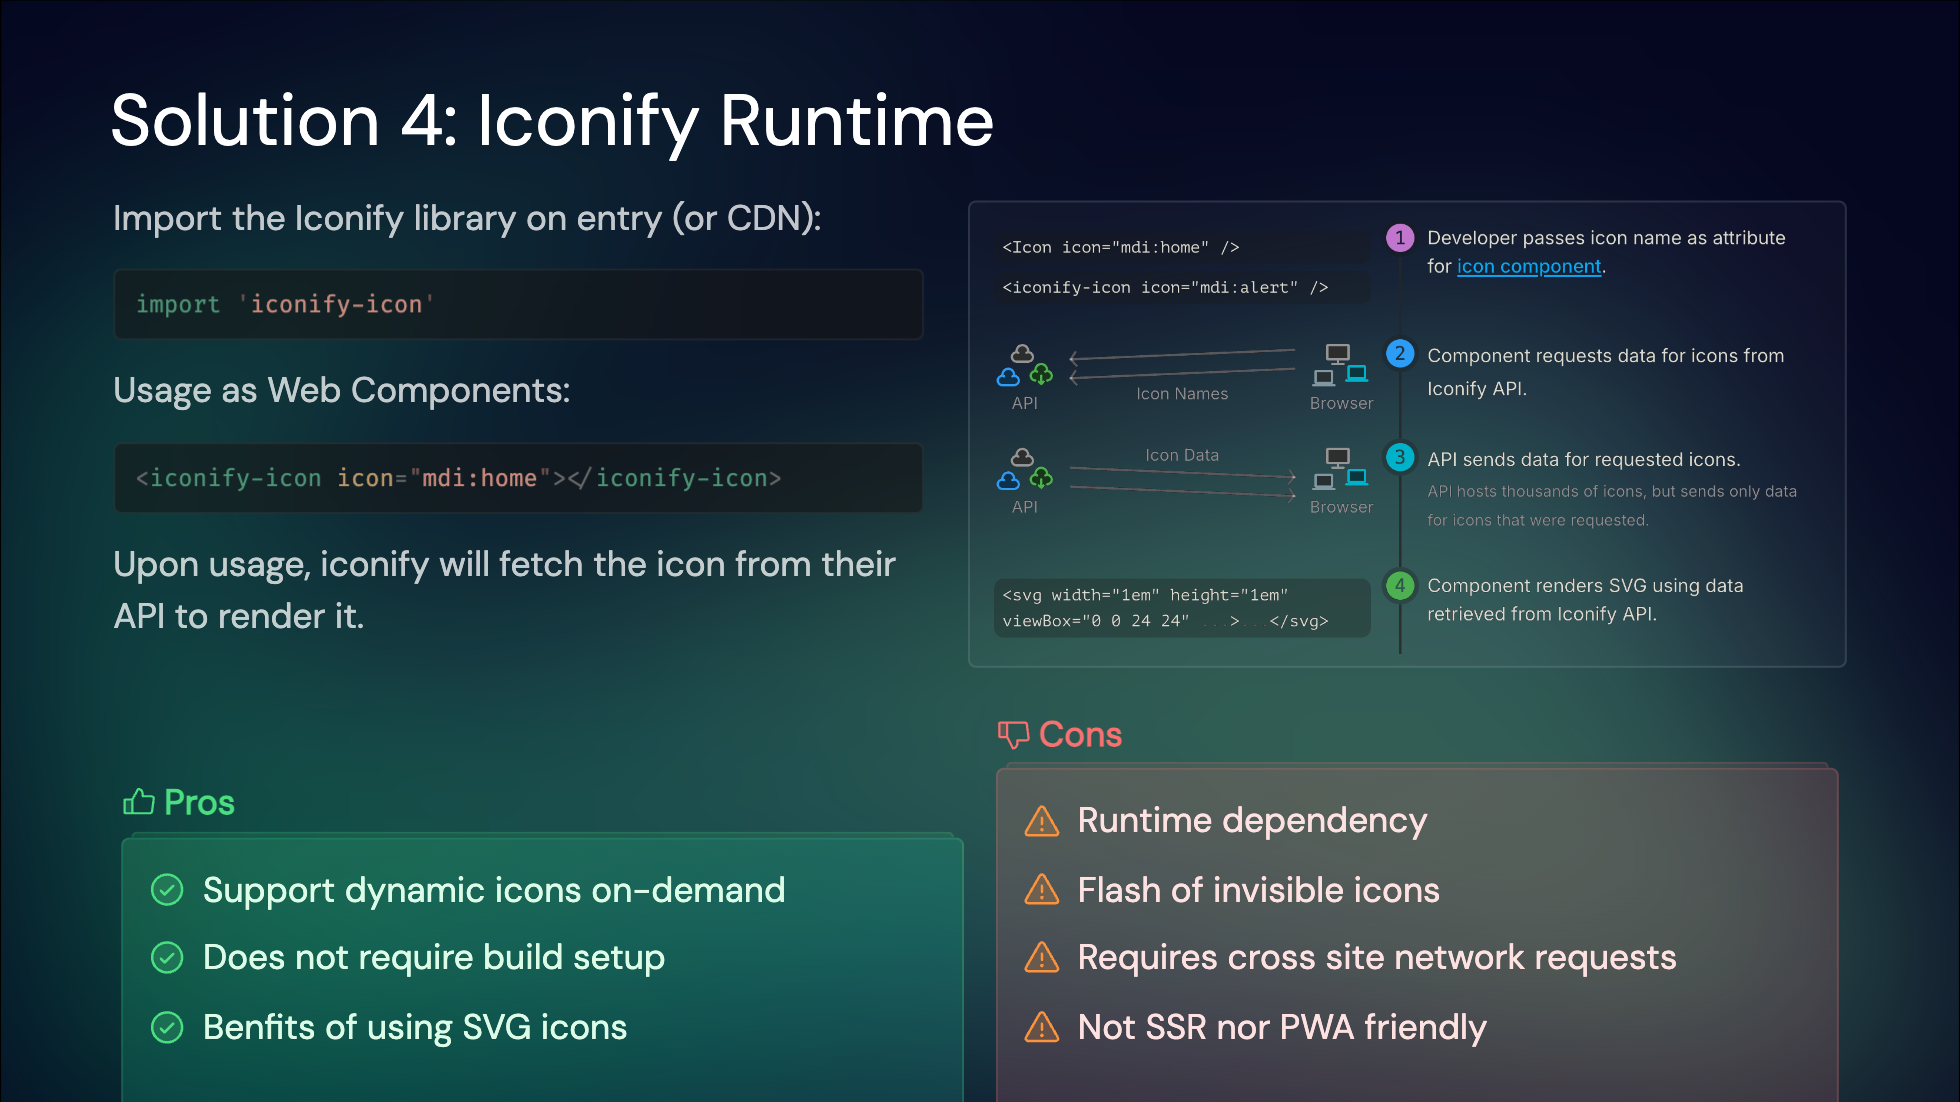 Solution 4: Iconify Runtime
Import the Iconify library on entry (or CDN):
import 'iconify-icon'
Usage as Web Components:
<iconify-icon icon="mdi:home"></iconify-icon>
Upon usage, iconify will fetch the icon from their
API to render it.
<Icon icon="mdi:home" />
<iconify-icon icon="mdi:alert" />
1
Developer passes icon name as attribute
for icon component.
API
Icon Names
Browser
2
Component requests data for icons from
Iconify API.
API
Icon Data
Browser
3
API sends data for requested icons.
API hosts thousands of icons, but sends only data
for icons that were requested.
<svg width="1em" height="1em"
viewBox="0 0 24 24" ...>...</svg>
4
Component renders SVG using data
retrieved from Iconify API.
Pros
Support dynamic icons on-demand
Does not require build setup
Benfits of using SVG icons
Cons
Runtime dependency
Flash of invisible icons
Requires cross site network requests
Not SSR nor PWA friendly